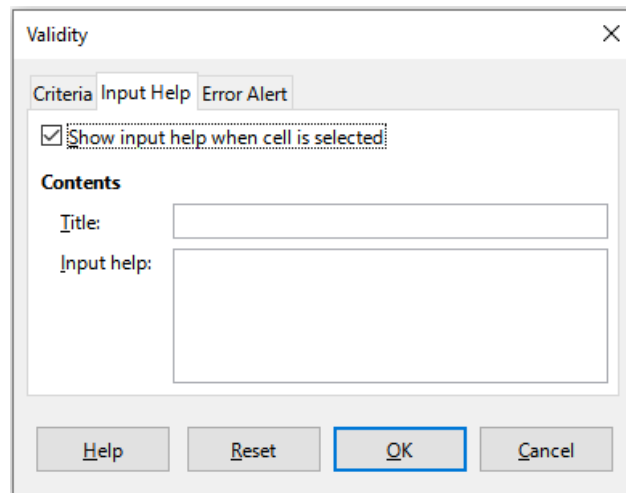 Validity
Criteria Input Help Error Alert
Show input help when cell is selected
Contents
Title:
Input help:
Help Reset OK Cancel